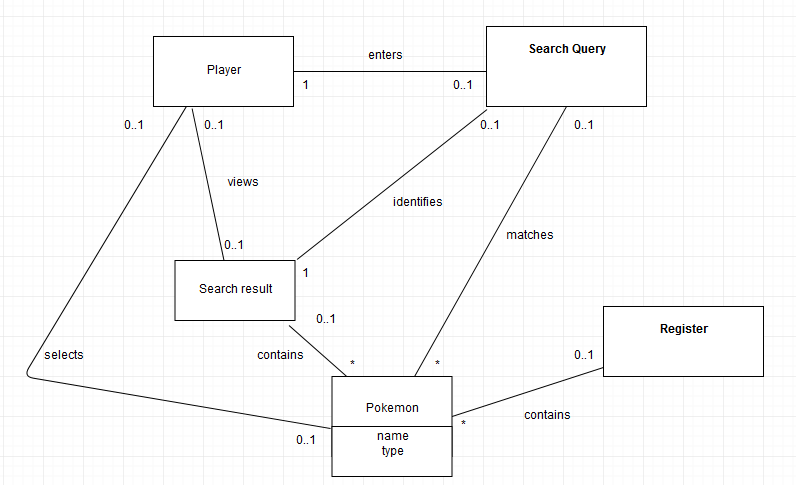 Player
enters
Search Query
1
0..1
0..1
0..1
0..1
0..1
views
identifies
matches
0..1
1
Search result
0..1
Register
selects
contains
*
*
0..1
Pokemon
contains
*
0..1
name
type